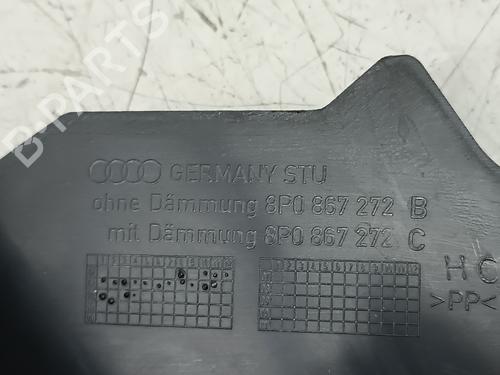 B-PARTS
GERMANY STU
ohne Dämmung 8P0 867 272 B
mit Dämmung 8P0 867 272 C
H C
>PP<